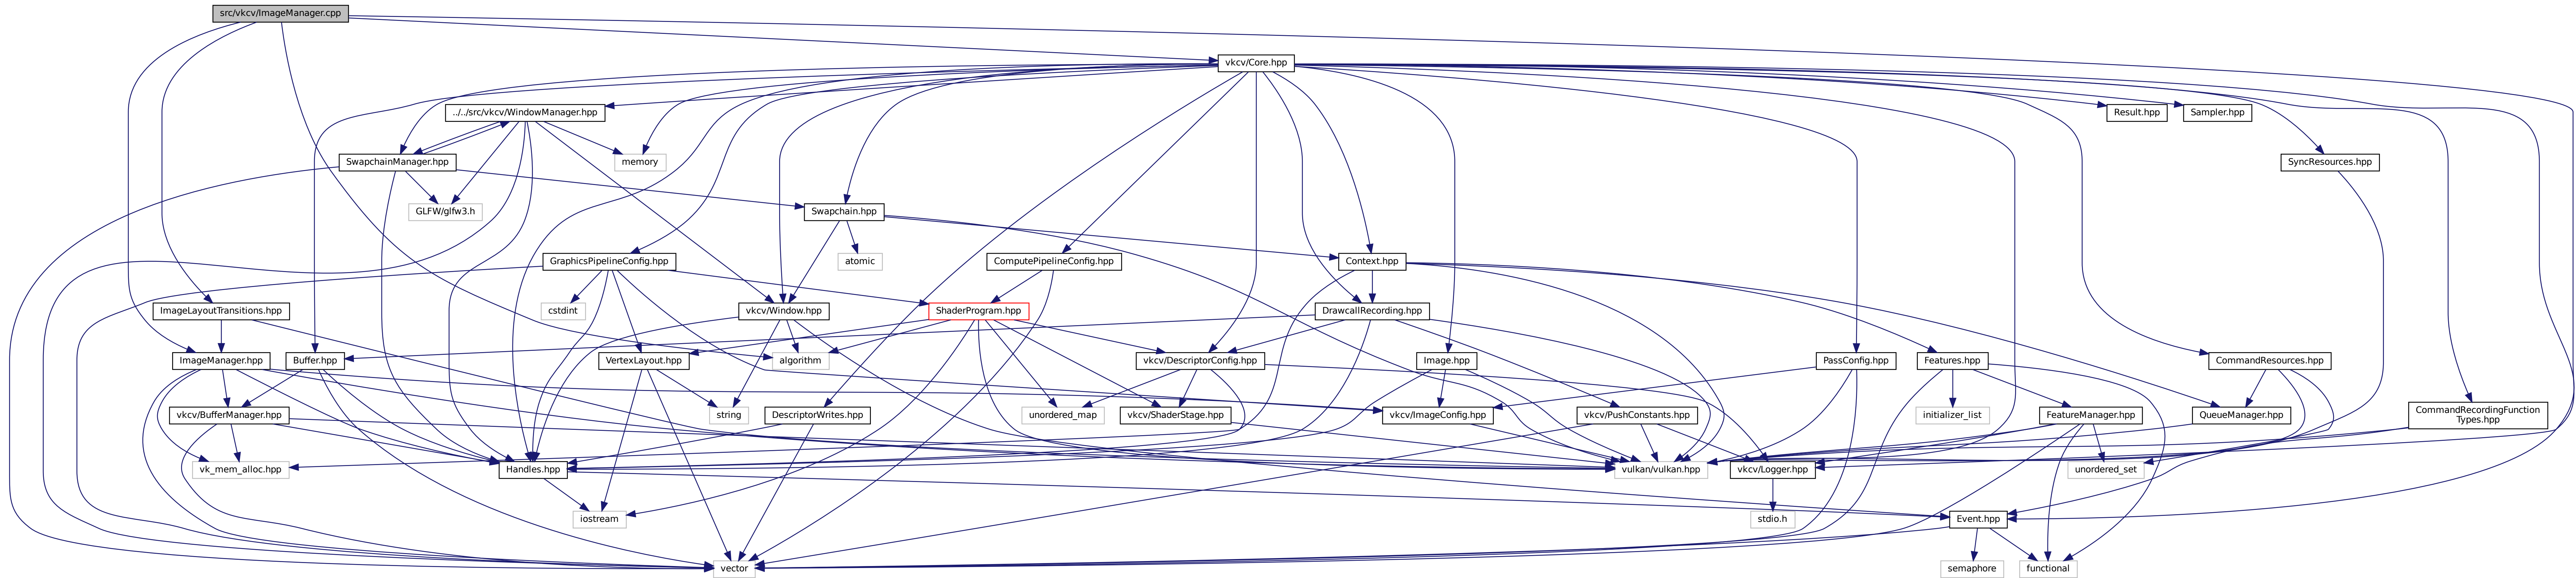 src/vkcv/ImageManager.cpp
vkcv/Core.hpp
../../src/vkcv/WindowManager.hpp
Result.hpp
Sampler.hpp
SwapchainManager.hpp
memory
SyncResources.hpp
GLFW/glfw3.h
Swapchain.hpp
GraphicsPipelineConfig.hpp
atomic
ComputePipelineConfig.hpp
Context.hpp
ImageLayoutTransitions.hpp
cstdint
vkcv/Window.hpp
ShaderProgram.hpp
DrawcallRecording.hpp
ImageManager.hpp
Buffer.hpp
VertexLayout.hpp
algorithm
vkcv/DescriptorConfig.hpp
Image.hpp
PassConfig.hpp
Features.hpp
CommandResources.hpp
vkcv/BufferManager.hpp
string
DescriptorWrites.hpp
unordered_map
vkcv/ShaderStage.hpp
vkcv/ImageConfig.hpp
vkcv/PushConstants.hpp
initializer_list
FeatureManager.hpp
QueueManager.hpp
CommandRecordingFunction
Types.hpp
vk_mem_alloc.hpp
Handles.hpp
vulkan/vulkan.hpp
vkcv/Logger.hpp
unordered_set
iostream
stdio.h
Event.hpp
vector
semaphore
functional